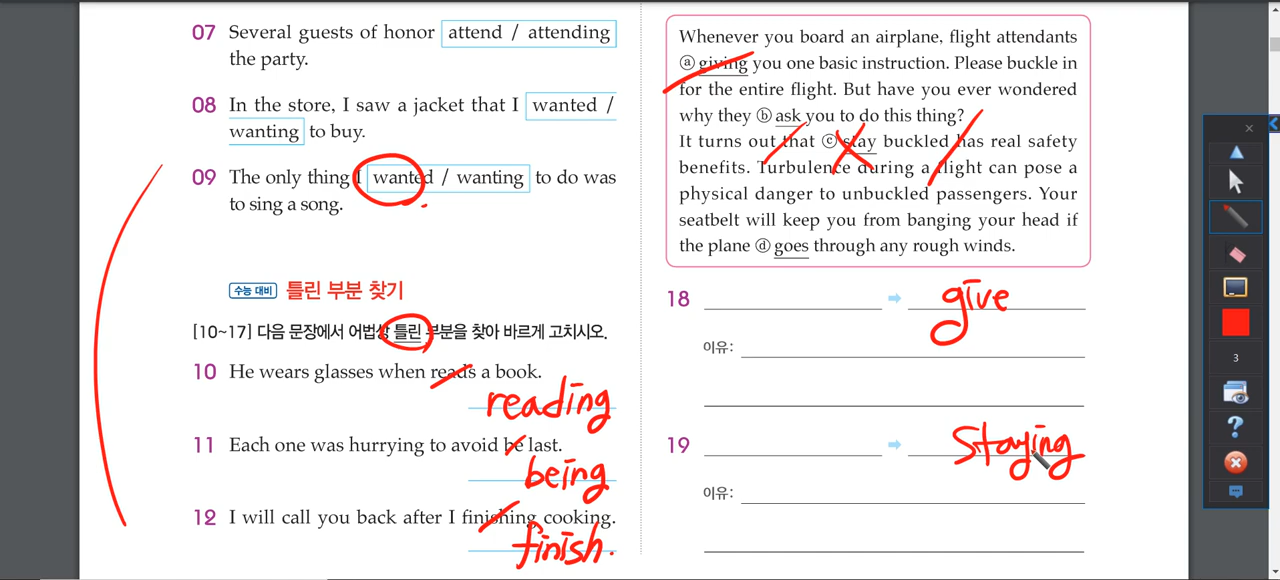 07 Several guests of honor attend / attending
the party.
08 In the store, I saw a jacket that I wanted /
wanting to buy.
09 The only thing I wanted / wanting to do was
to sing a song.
수능 대비 틀린 부분 찾기
[10~17] 다음 문장에서 어법상 틀린 부분을 찾아 바르게 고치시오.
10 He wears glasses when reads a book.
reading
11 Each one was hurrying to avoid be last.
being
12 I will call you back after I finishing cooking.
finish.
Whenever you board an airplane, flight attendants
ⓐ giving you one basic instruction. Please buckle in
for the entire flight. But have you ever wondered
why they ⓑ ask you to do this thing?
It turns out that ⓒ stay buckled has real safety
benefits. Turbulence during a flight can pose a
physical danger to unbuckled passengers. Your
seatbelt will keep you from banging your head if
the plane ⓓ goes through any rough winds.
18 ➡ give
이유:
19 ➡ staying
이유:
3